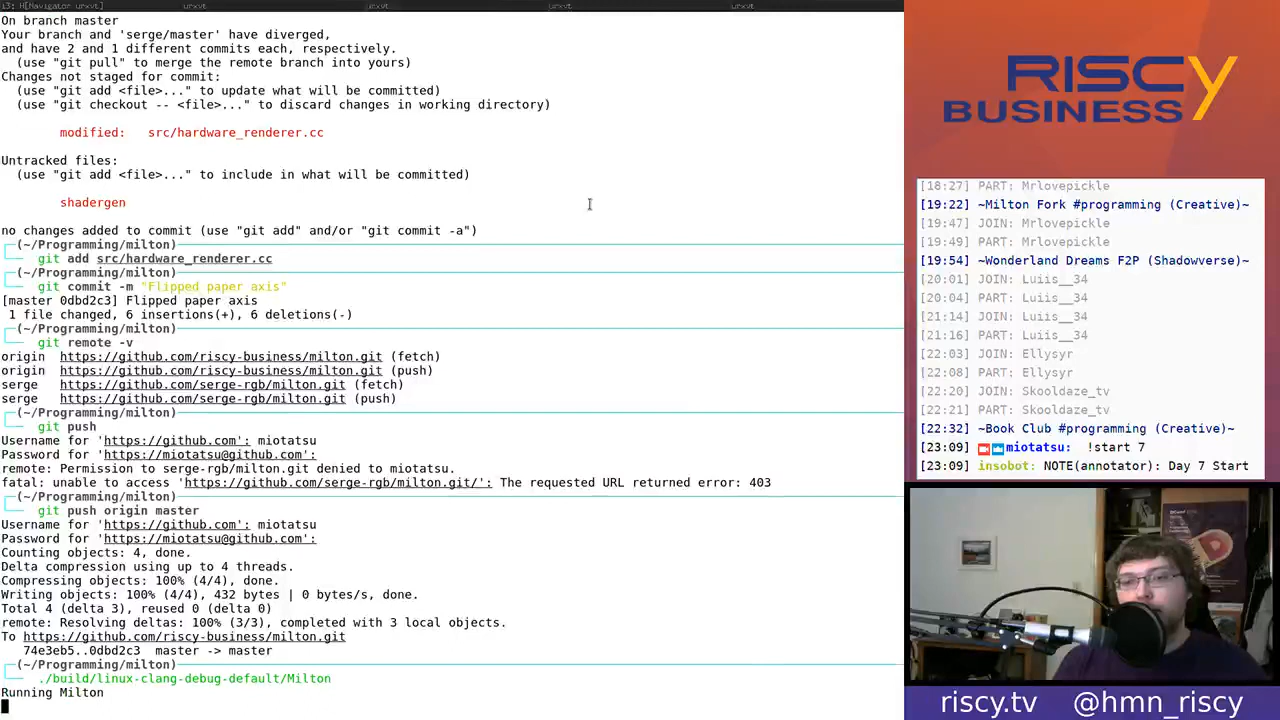 i3: H[Navigator urxvt]
urxvt
urxvt
urxvt
urxvt
On branch master
Your branch and 'serge/master' have diverged,
and have 2 and 1 different commits each, respectively.
(use "git pull" to merge the remote branch into yours)
Changes not staged for commit:
(use "git add <file>..." to update what will be committed)
(use "git checkout -- <file>..." to discard changes in working directory)
modified:   src/hardware_renderer.cc
Untracked files:
(use "git add <file>..." to include in what will be committed)
shadergen
no changes added to commit (use "git add" and/or "git commit -a")
(~/Programming/milton)
git add src/hardware_renderer.cc
(~/Programming/milton)
git commit -m "Flipped paper axis"
[master 0dbd2c3] Flipped paper axis
1 file changed, 6 insertions(+), 6 deletions(-)
(~/Programming/milton)
git remote -v
origin  https://github.com/riscy-business/milton.git (fetch)
origin  https://github.com/riscy-business/milton.git (push)
serge   https://github.com/serge-rgb/milton.git (fetch)
serge   https://github.com/serge-rgb/milton.git (push)
(~/Programming/milton)
git push
Username for 'https://github.com': miotatsu
Password for 'https://miotatsu@github.com':
remote: Permission to serge-rgb/milton.git denied to miotatsu.
fatal: unable to access 'https://github.com/serge-rgb/milton.git/': The requested URL returned error: 403
(~/Programming/milton)
git push origin master
Username for 'https://github.com': miotatsu
Password for 'https://miotatsu@github.com':
Counting objects: 4, done.
Delta compression using up to 4 threads.
Compressing objects: 100% (4/4), done.
Writing objects: 100% (4/4), 432 bytes | 0 bytes/s, done.
Total 4 (delta 3), reused 0 (delta 0)
remote: Resolving deltas: 100% (3/3), completed with 3 local objects.
To https://github.com/riscy-business/milton.git
74e3eb5..0dbd2c3  master -> master
(~/Programming/milton)
./build/linux-clang-debug-default/Milton
Running Milton
RISCY
BUSINESS
[18:27] PART: Mrlovepickle
[19:22] ~Milton Fork #programming (Creative)~
[19:47] JOIN: Mrlovepickle
[19:49] PART: Mrlovepickle
[19:54] ~Wonderland Dreams F2P (Shadowverse)~
[20:01] JOIN: Luiis__34
[20:04] PART: Luiis__34
[21:14] JOIN: Luiis__34
[21:16] PART: Luiis__34
[22:03] JOIN: Ellysyr
[22:08] PART: Ellysyr
[22:20] JOIN: Skooldaze_tv
[22:21] PART: Skooldaze_tv
[22:32] ~Book Club #programming (Creative)~
[23:09] miotatsu: !start 7
[23:09] insobot: NOTE(annotator): Day 7 Start
riscy.tv @hmn_riscy